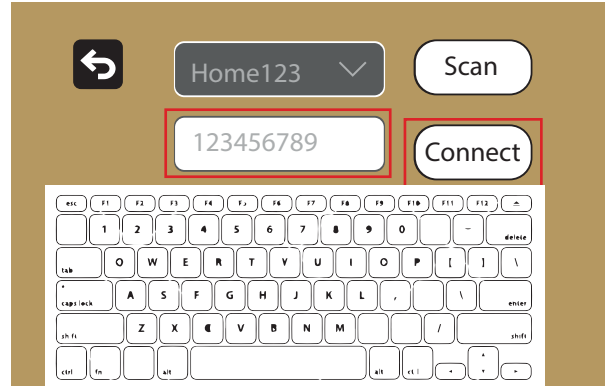 Home123 Scan
123456789 Connect
esc F1 F2 F3 F4 F5 F6 F7 F8 F9 F10 F11 F12
1 2 3 4 5 6 7 8 9 0 - delete
tab O W E R T Y U I O P [ ] \
caps lock A S F G H J K L , \ enter
shift Z X C V B N M / shift
ctrl fn alt alt